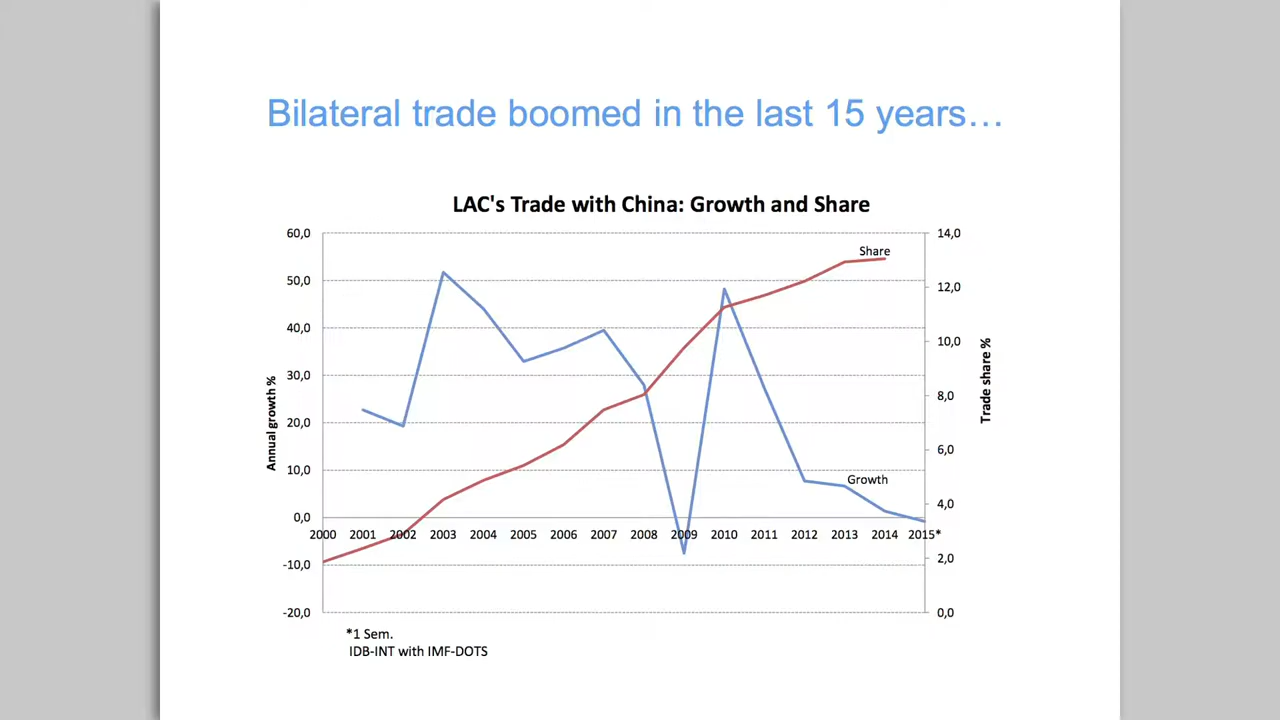 Bilateral trade boomed in the last 15 years…
LAC's Trade with China: Growth and Share
60,0
50,0
40,0
30,0
20,0
10,0
0,0
-10,0
-20,0
Annual growth %
14,0
12,0
10,0
8,0
6,0
4,0
2,0
0,0
Trade share %
Share
Growth
2000 2001 2002 2003 2004 2005 2006 2007 2008 2009 2010 2011 2012 2013 2014 2015*
*1 Sem.
IDB-INT with IMF-DOTS